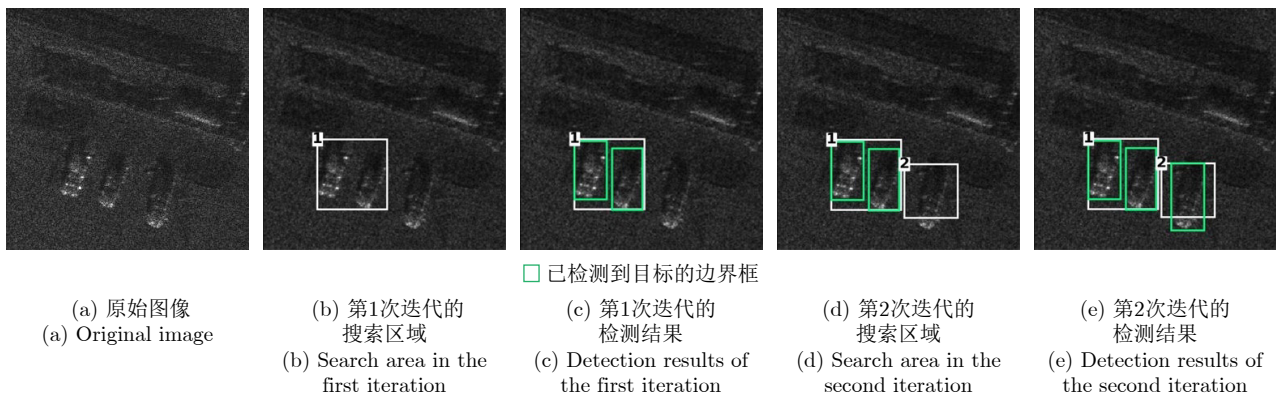 1
1
1
2
1
2
已检测到目标的边界框
(a) 原始图像
(a) Original image
(b) 第1次迭代的
搜索区域
(b) Search area in the
first iteration
(c) 第1次迭代的
检测结果
(c) Detection results of
the first iteration
(d) 第2次迭代的
搜索区域
(d) Search area in the
second iteration
(e) 第2次迭代的
检测结果
(e) Detection results of
the second iteration